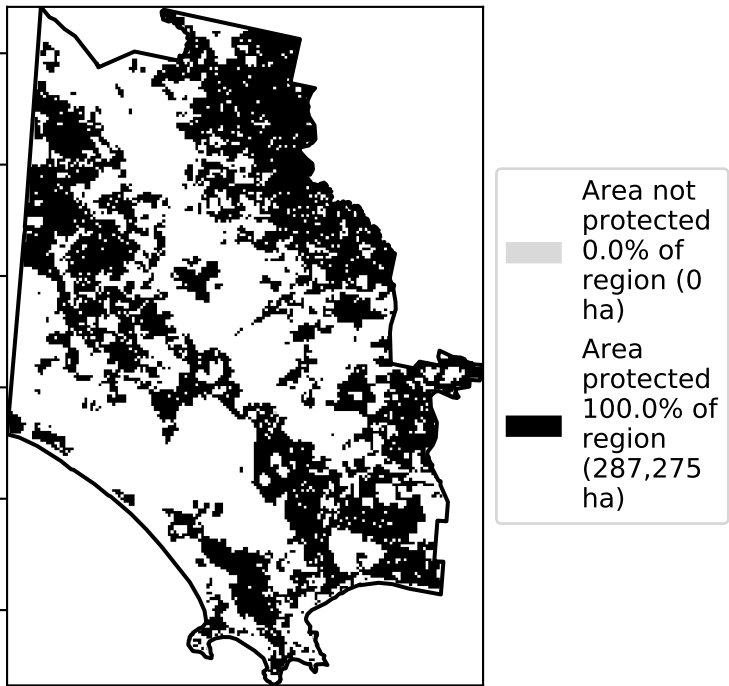 Area not
protected
0.0% of
region (0
ha)
Area
protected
100.0% of
region
(287,275
ha)